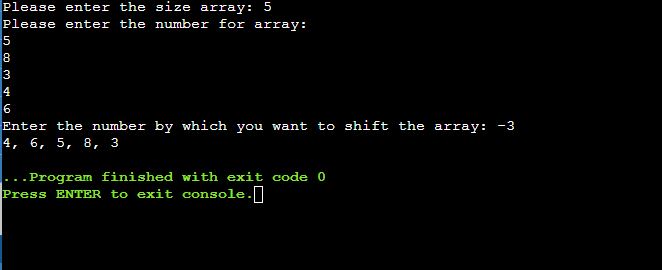 Please enter the size array: 5
Please enter the number for array:
5
8
3
4
6
Enter the number by which you want to shift the array: -3
4, 6, 5, 8, 3
...Program finished with exit code 0
Press ENTER to exit console.